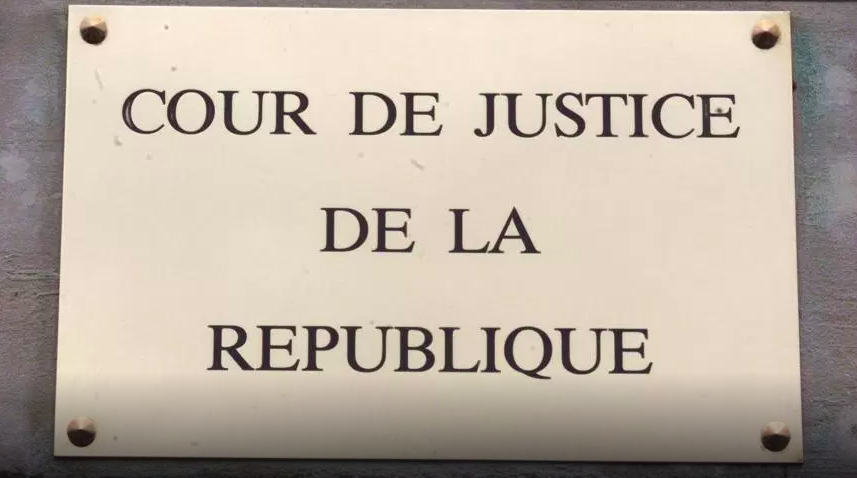 COUR DE JUSTICE
DE LA
REPUBLIQUE